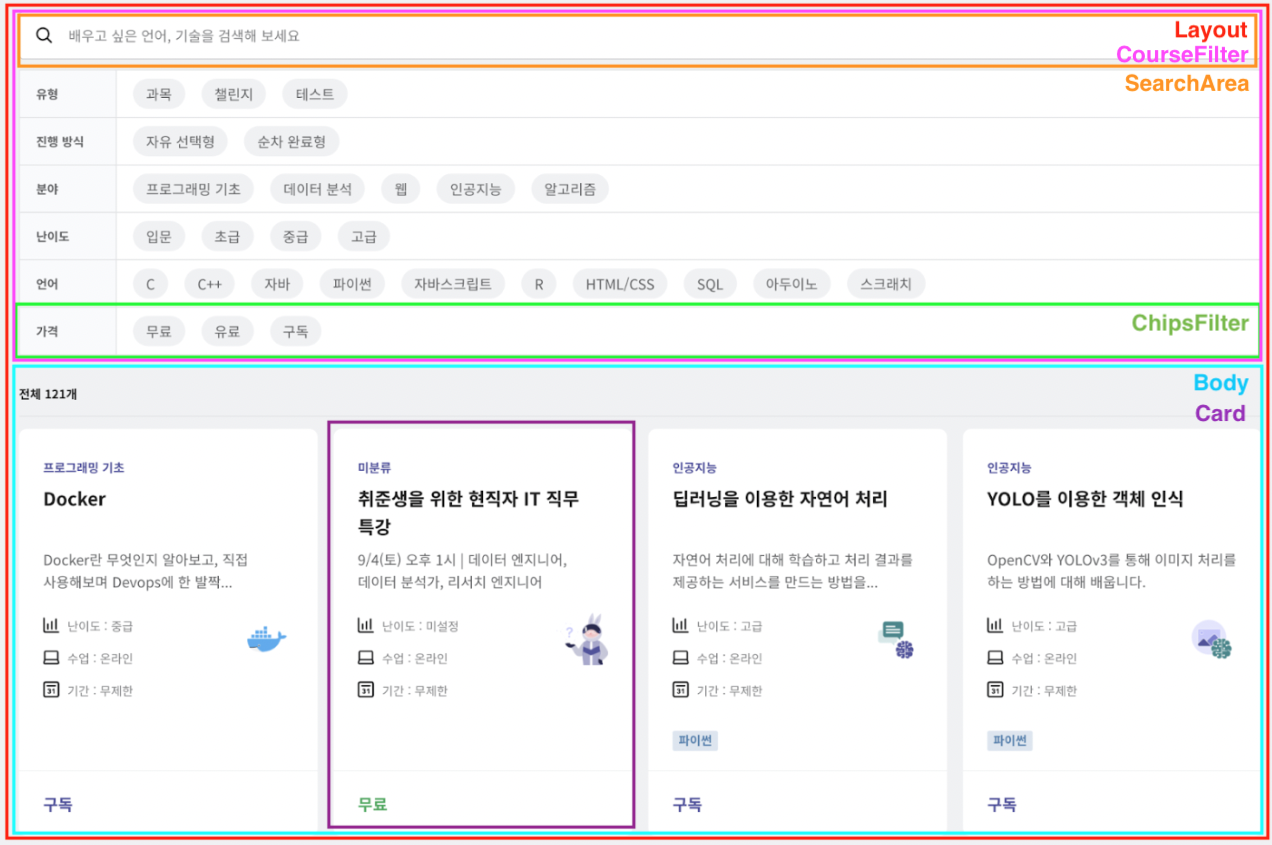 배우고 싶은 언어, 기술을 검색해 보세요
Layout
CourseFilter
SearchArea
유형 과목 챌린지 테스트
진행 방식 자유 선택형 순차 완료형
분야 프로그래밍 기초 데이터 분석 웹 인공지능 알고리즘
난이도 입문 초급 중급 고급
언어 C C++ 자바 파이썬 자바스크립트 R HTML/CSS SQL 아두이노 스크래치
가격 무료 유료 구독
ChipsFilter
Body
Card
전체 121개
프로그래밍 기초
Docker
Docker란 무엇인지 알아보고, 직접
사용해보며 Devops에 한 발짝...
난이도 : 중급
수업 : 온라인
31 기간 : 무제한
구독
미분류
취준생을 위한 현직자 IT 직무
특강
9/4(토) 오후 1시 | 데이터 엔지니어,
데이터 분석가, 리서치 엔지니어
난이도 : 미설정
?
수업 : 온라인
31 기간 : 무제한
무료
인공지능
딥러닝을 이용한 자연어 처리
자연어 처리에 대해 학습하고 처리 결과를
제공하는 서비스를 만드는 방법을...
난이도 : 고급
수업 : 온라인
31 기간 : 무제한
파이썬
구독
인공지능
YOLO를 이용한 객체 인식
OpenCV와 YOLOv3를 통해 이미지 처리를
하는 방법에 대해 배웁니다.
난이도 : 고급
수업 : 온라인
31 기간 : 무제한
파이썬
구독